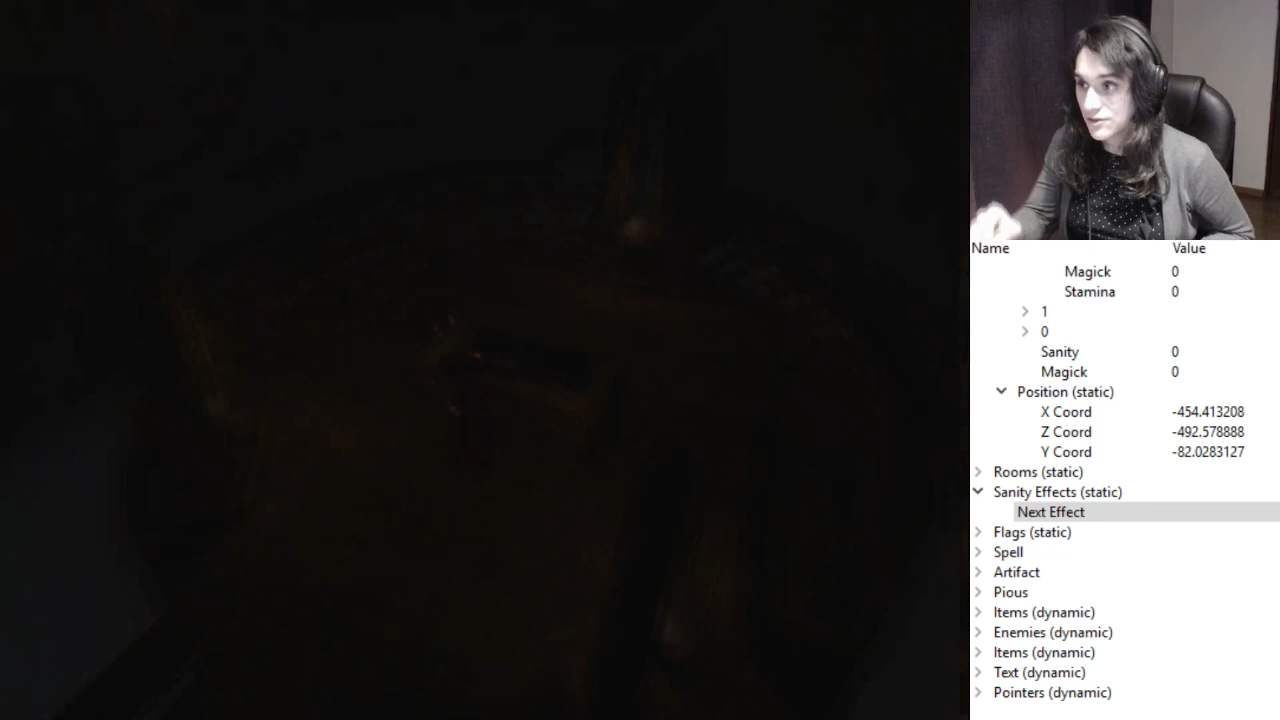 Name Value
Magick 0
Stamina 0
1
0
Sanity 0
Magick 0
Position (static)
X Coord -454.413208
Z Coord -492.578888
Y Coord -82.0283127
Rooms (static)
Sanity Effects (static)
Next Effect
Flags (static)
Spell
Artifact
Pious
Items (dynamic)
Enemies (dynamic)
Items (dynamic)
Text (dynamic)
Pointers (dynamic)